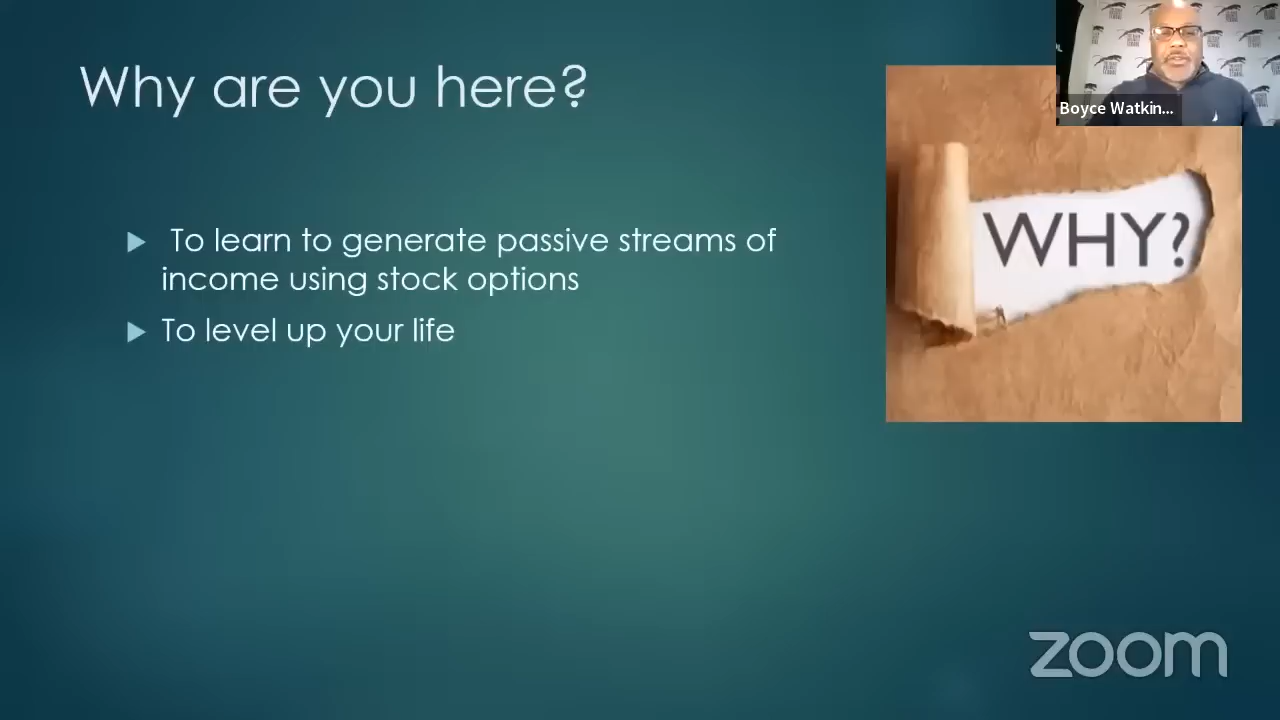 Why are you here?
Boyce Watkin...
WHY?
To learn to generate passive streams of
income using stock options
To level up your life
zoom